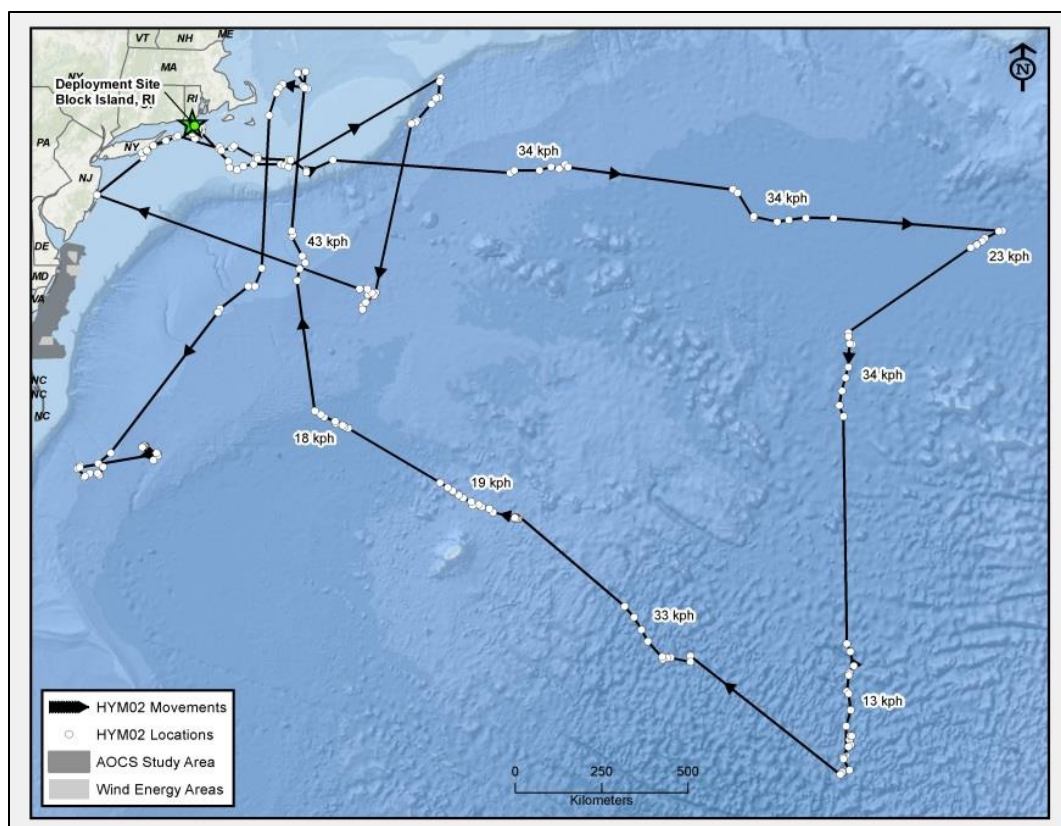 VT
NH
ME
MA
NY
Deployment Site
Block Island, RI
RI
PA
NY
NJ
N
34 kph
34 kph
43 kph
23 kph
DE
MD
VA
34 kph
NC
NC
NC
18 kph
19 kph
33 kph
13 kph
HYM02 Movements
HYM02 Locations
AOCS Study Area
Wind Energy Areas
0 250 500
Kilometers